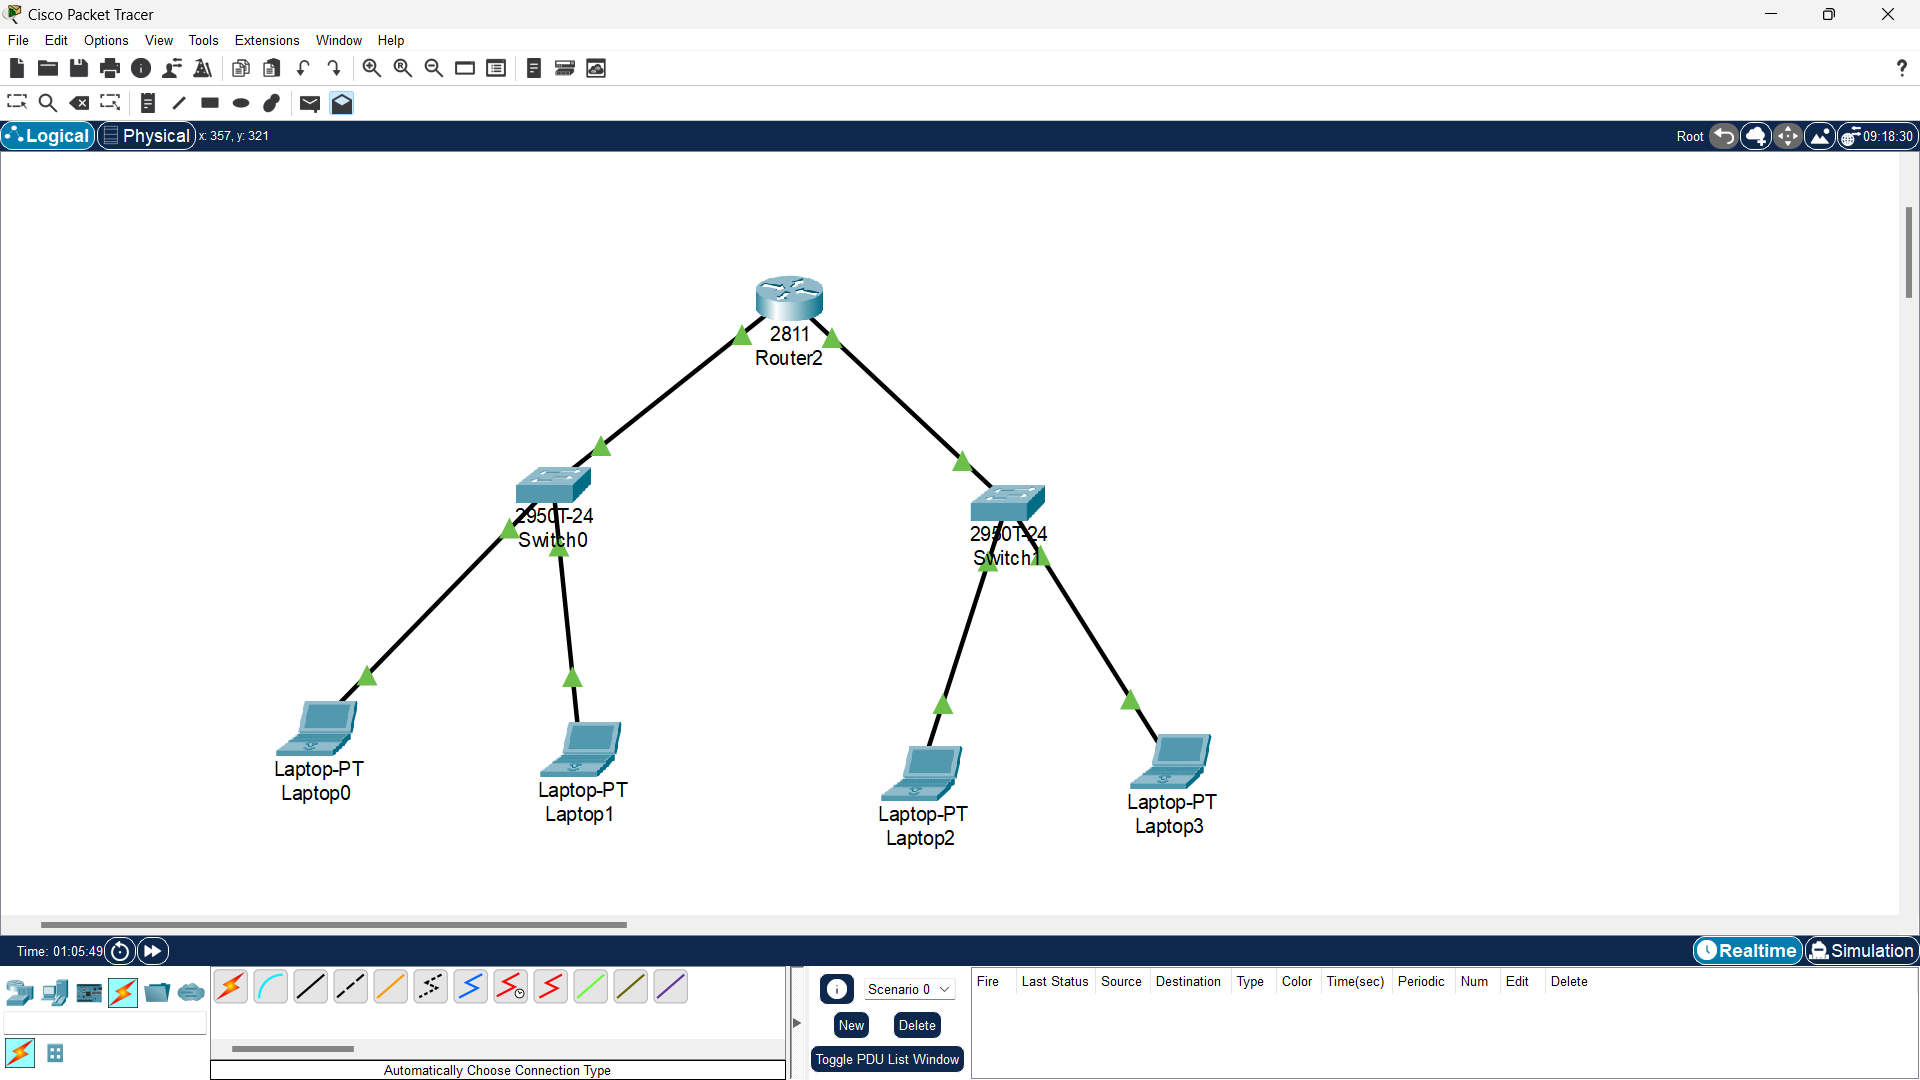 Cisco Packet Tracer
File Edit Options View Tools Extensions Window Help
Logical Physical x: 357, y: 321 Root 09:18:30
2811
Router2
2950T-24
Switch0
2950T-24
Switch1
Laptop-PT
Laptop0
Laptop-PT
Laptop1
Laptop-PT
Laptop2
Laptop-PT
Laptop3
Time: 01:05:49 Realtime Simulation
Scenario 0
New Delete
Toggle PDU List Window
Fire Last Status Source Destination Type Color Time(sec) Periodic Num Edit Delete
Automatically Choose Connection Type